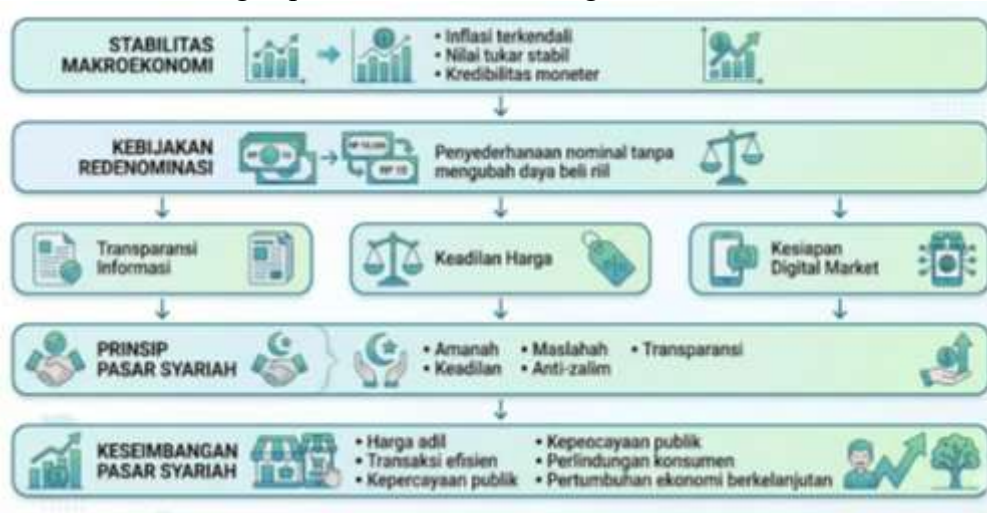 STABILITAS
MAKROEKONOMI
• Inflasi terkendali
• Nilai tukar stabil
• Kredibilitas moneter
KEBIJAKAN
REDENOMINASI
RP 10
Penyederhanaan nominal tanpa
mengubah daya beli riil
Transparansi
Informasi
Keadilan Harga
Kesiapan
Digital Market
PRINSIP
PASAR SYARIAH
• Amanah • Maslahah • Transparansi
• Keadilan • Anti-zalim
KESEIMBANGAN
PASAR SYARIAH
• Harga adil • Kepeocayaan publik
• Transaksi efisien • Perlindungan konsumen
• Kepercayaan publik • Pertumbuhan ekonomi berkelanjutan